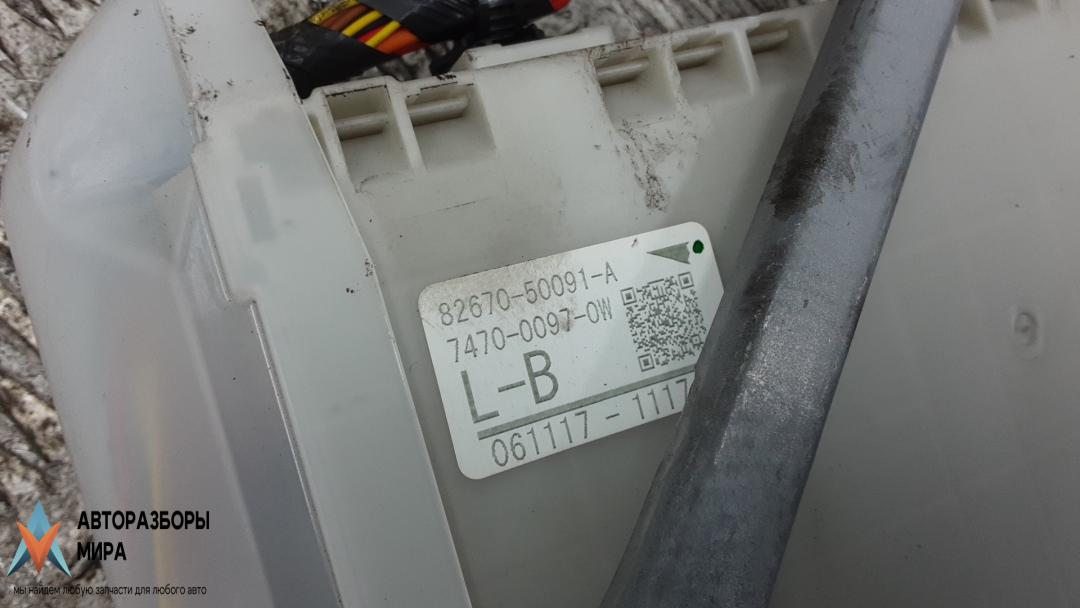 82670-50091-A
7470-0097-0W
L-B
061117-1117
АВТОРАЗБОРЫ
МИРА
мы найдем любую запчасти для любого авто